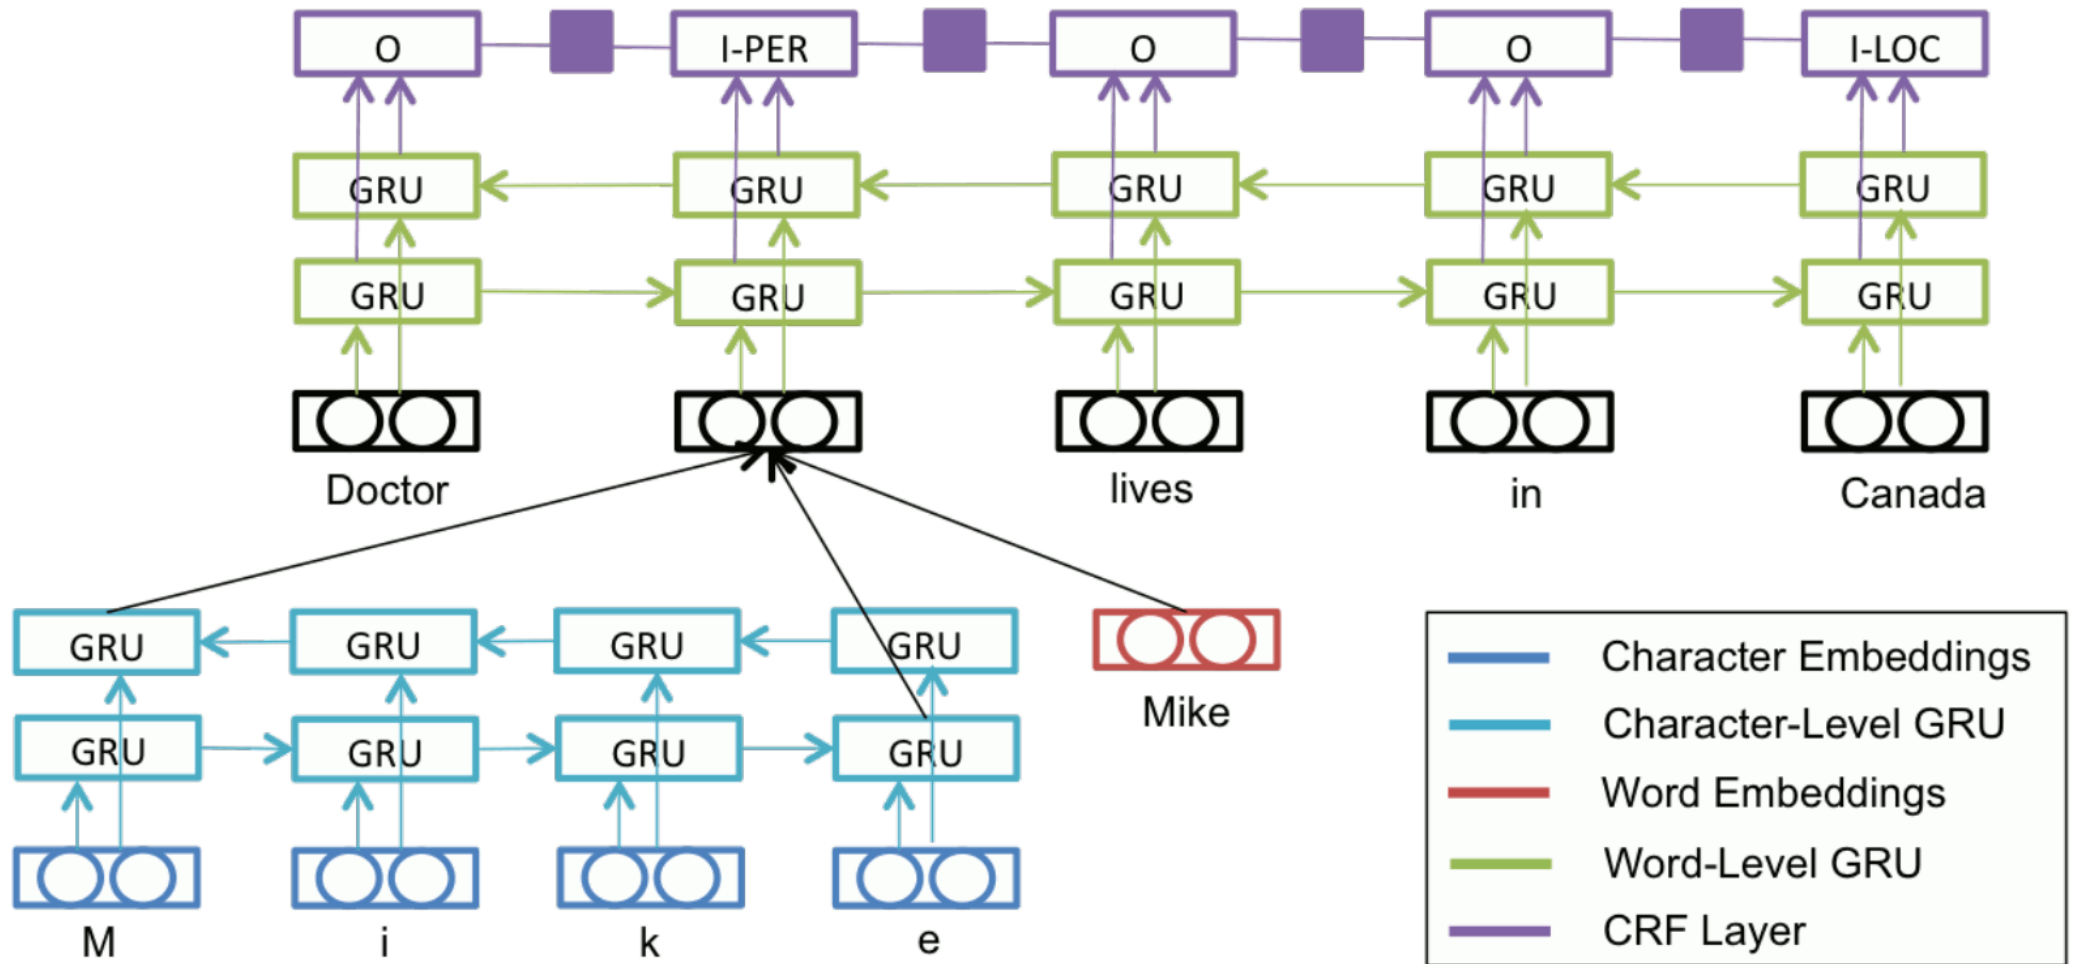 O I-PER O O I-LOC
GRU GRU GRU GRU GRU
GRU GRU GRU GRU GRU
Doctor lives in Canada
GRU GRU GRU GRU
GRU GRU GRU GRU
M i k e
Mike
Character Embeddings
Character-Level GRU
Word Embeddings
Word-Level GRU
CRF Layer